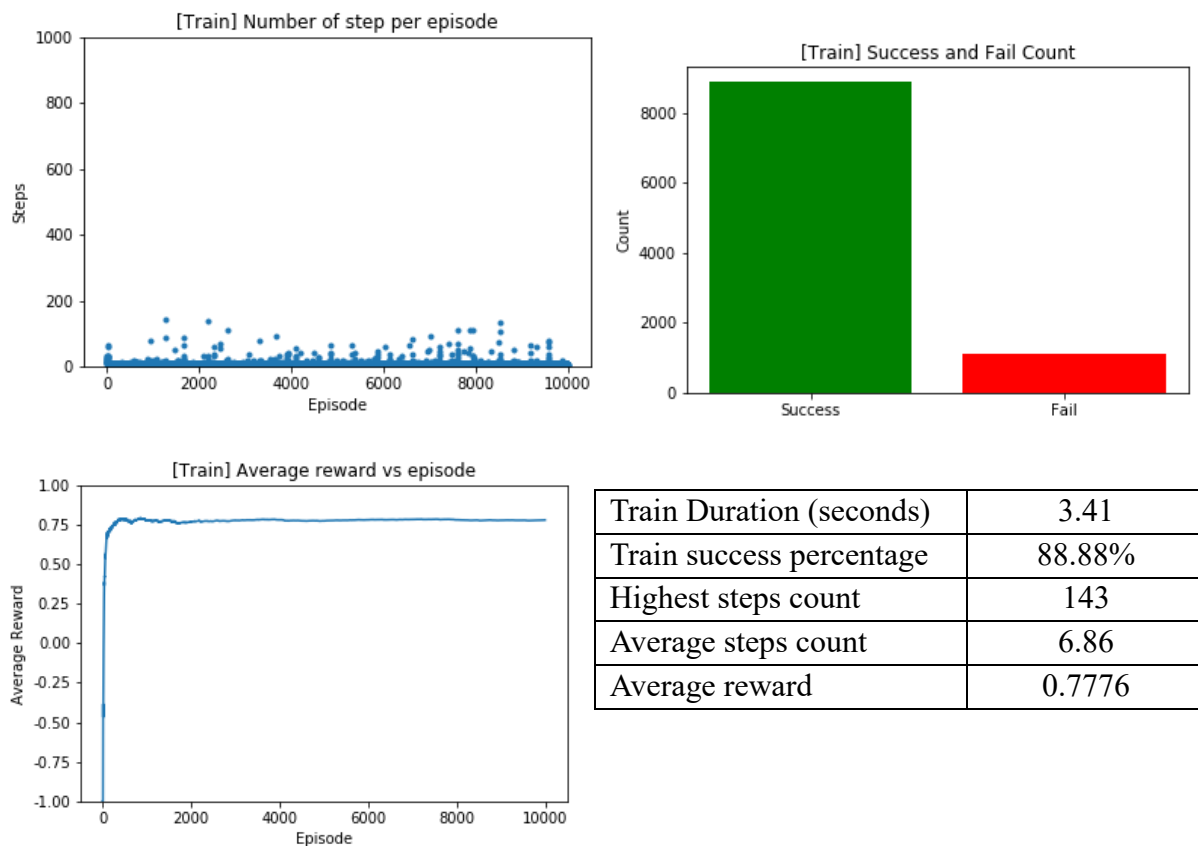 [Train] Number of step per episode
1000
800
600
400
200
0
Steps
0 2000 4000 6000 8000 10000
Episode
[Train] Success and Fail Count
8000
6000
4000
2000
0
Count
Success Fail
[Train] Average reward vs episode
1.00
0.75
0.50
0.25
0.00
-0.25
-0.50
-0.75
-1.00
Average Reward
0 2000 4000 6000 8000 10000
Episode
Train Duration (seconds) 3.41
Train success percentage 88.88%
Highest steps count 143
Average steps count 6.86
Average reward 0.7776